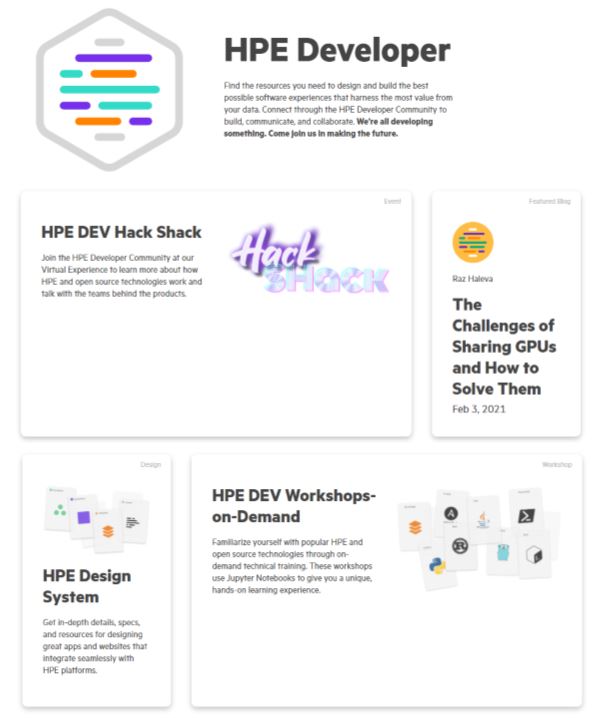 HPE Developer
Find the resources you need to design and build the best
possible software experiences that harness the most value from
your data. Connect through the HPE Developer Community to
build, communicate, and collaborate. We're all developing
something. Come join us in making the future.
Event
HPE DEV Hack Shack
Join the HPE Developer Community at our
Virtual Experience to learn more about how
HPE and open source technologies work and
talk with the teams behind the products.
Hack
SHACK
Featured Blog
Raz Haleva
The
Challenges of
Sharing GPUs
and How to
Solve Them
Feb 3, 2021
Design
HPE Design
System
Get in-depth details, specs,
and resources for designing
great apps and websites that
integrate seamlessly with
HPE platforms.
Workshop
HPE DEV Workshops-
on-Demand
Familiarize yourself with popular HPE and
open source technologies through on-
demand technical training. These workshops
use Jupyter Notebooks to give you a unique,
hands-on learning experience.